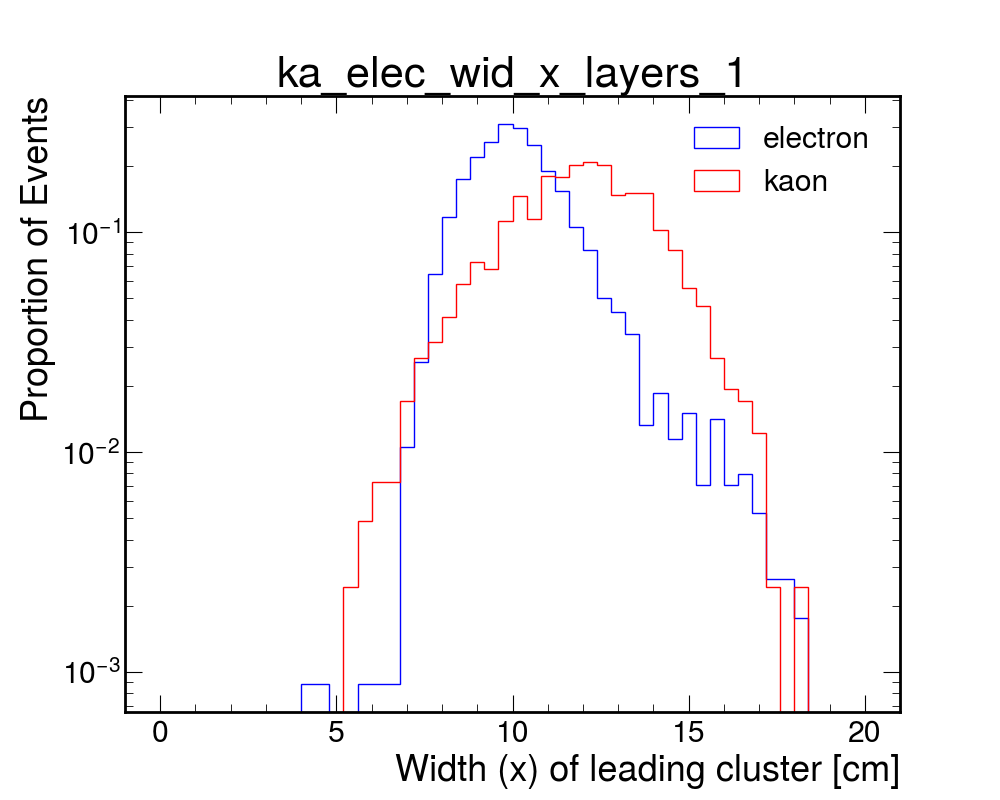 ka_elec_wid_x_layers_1
Proportion of Events
electron
kaon
10⁻¹
10⁻²
10⁻³
0 5 10 15 20
Width (x) of leading cluster [cm]